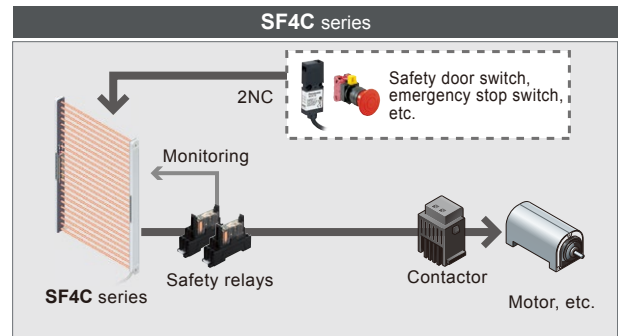 SF4C series
Safety door switch,
emergency stop switch,
etc.
2NC
Monitoring
Safety relays
SF4C series
Contactor
Motor, etc.